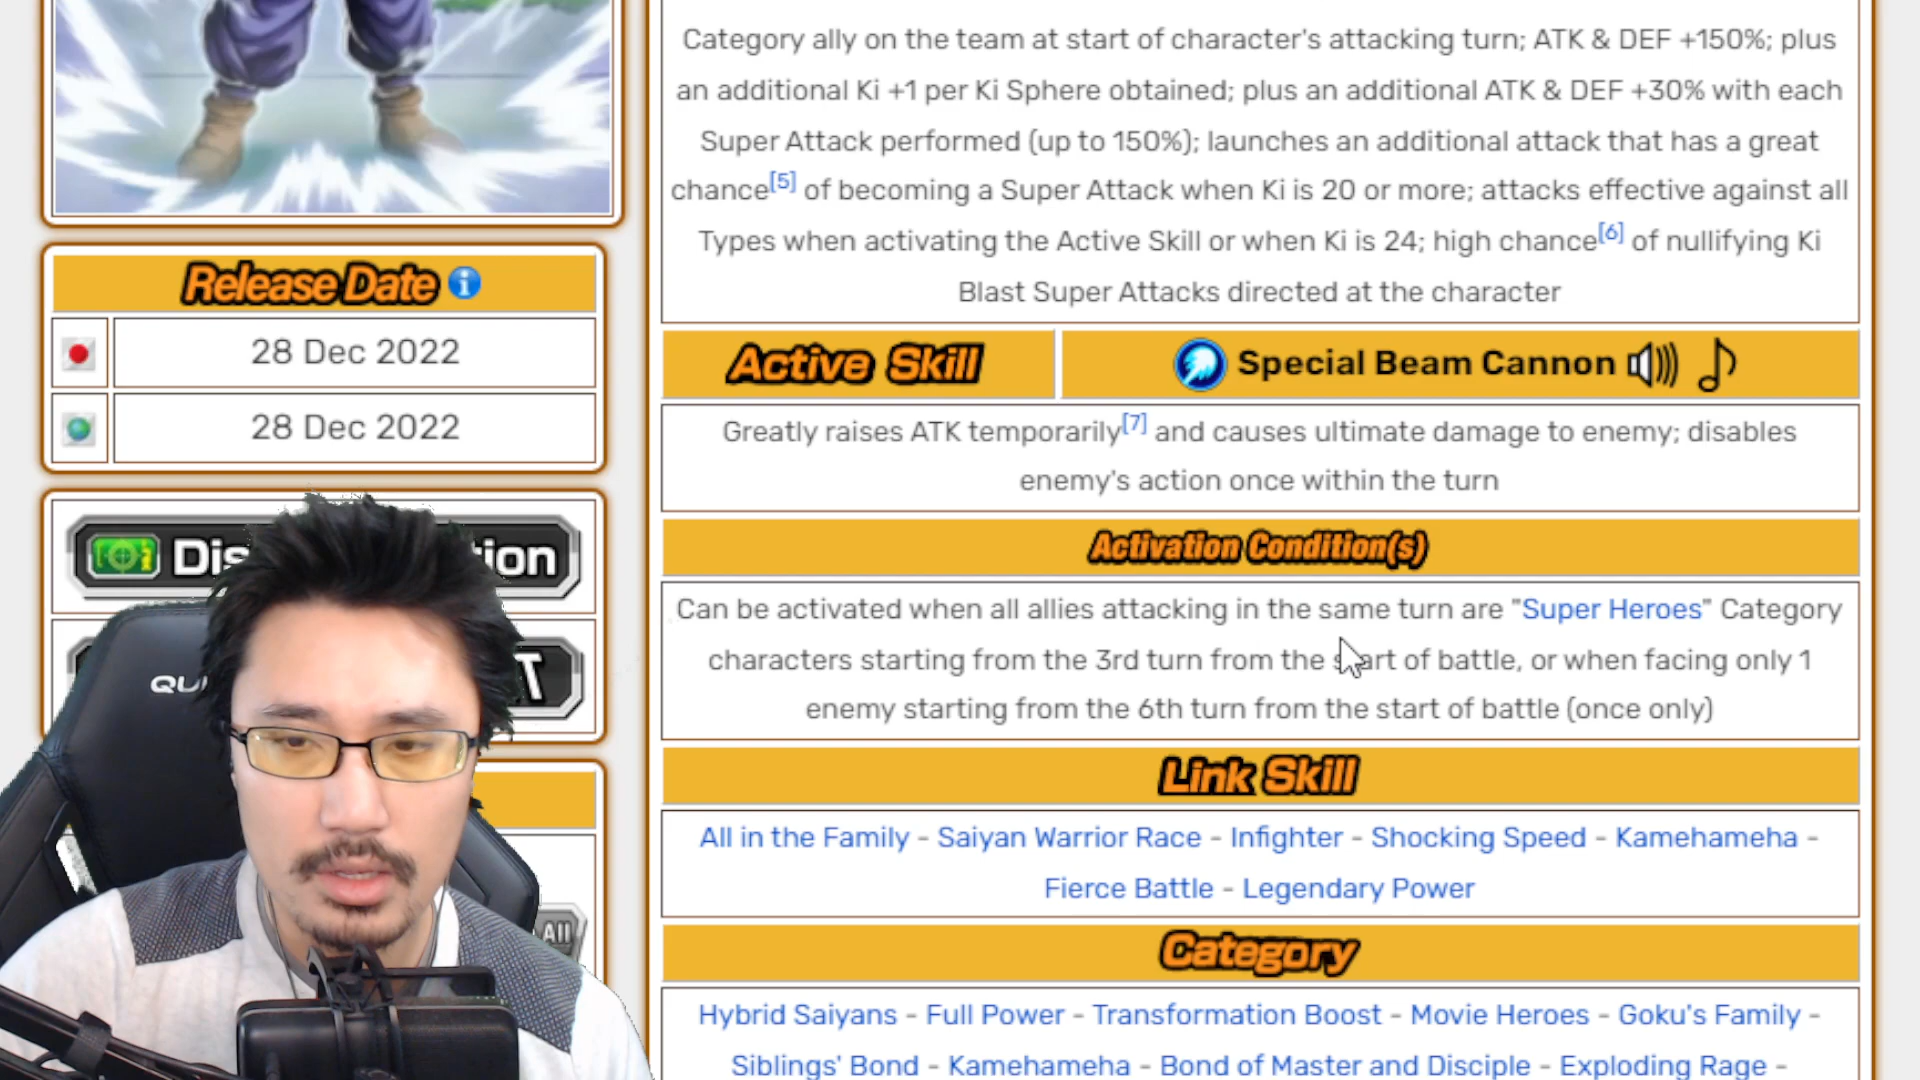 Category ally on the team at start of character's attacking turn; ATK & DEF +150%; plus
an additional Ki +1 per Ki Sphere obtained; plus an additional ATK & DEF +30% with each
Super Attack performed (up to 150%); launches an additional attack that has a great
chance[5] of becoming a Super Attack when Ki is 20 or more; attacks effective against all
Types when activating the Active Skill or when Ki is 24; high chance[6] of nullifying Ki
Blast Super Attacks directed at the character
Release Date
28 Dec 2022
28 Dec 2022
Active Skill
Special Beam Cannon
Greatly raises ATK temporarily[7] and causes ultimate damage to enemy; disables
enemy's action once within the turn
Activation Condition(s)
Can be activated when all allies attacking in the same turn are "Super Heroes" Category
characters starting from the 3rd turn from the start of battle, or when facing only 1
enemy starting from the 6th turn from the start of battle (once only)
Link Skill
All in the Family - Saiyan Warrior Race - Infighter - Shocking Speed - Kamehameha -
Fierce Battle - Legendary Power
Category
Hybrid Saiyans - Full Power - Transformation Boost - Movie Heroes - Goku's Family -
Siblings' Bond - Kamehameha - Bond of Master and Disciple - Exploding Rage -
All